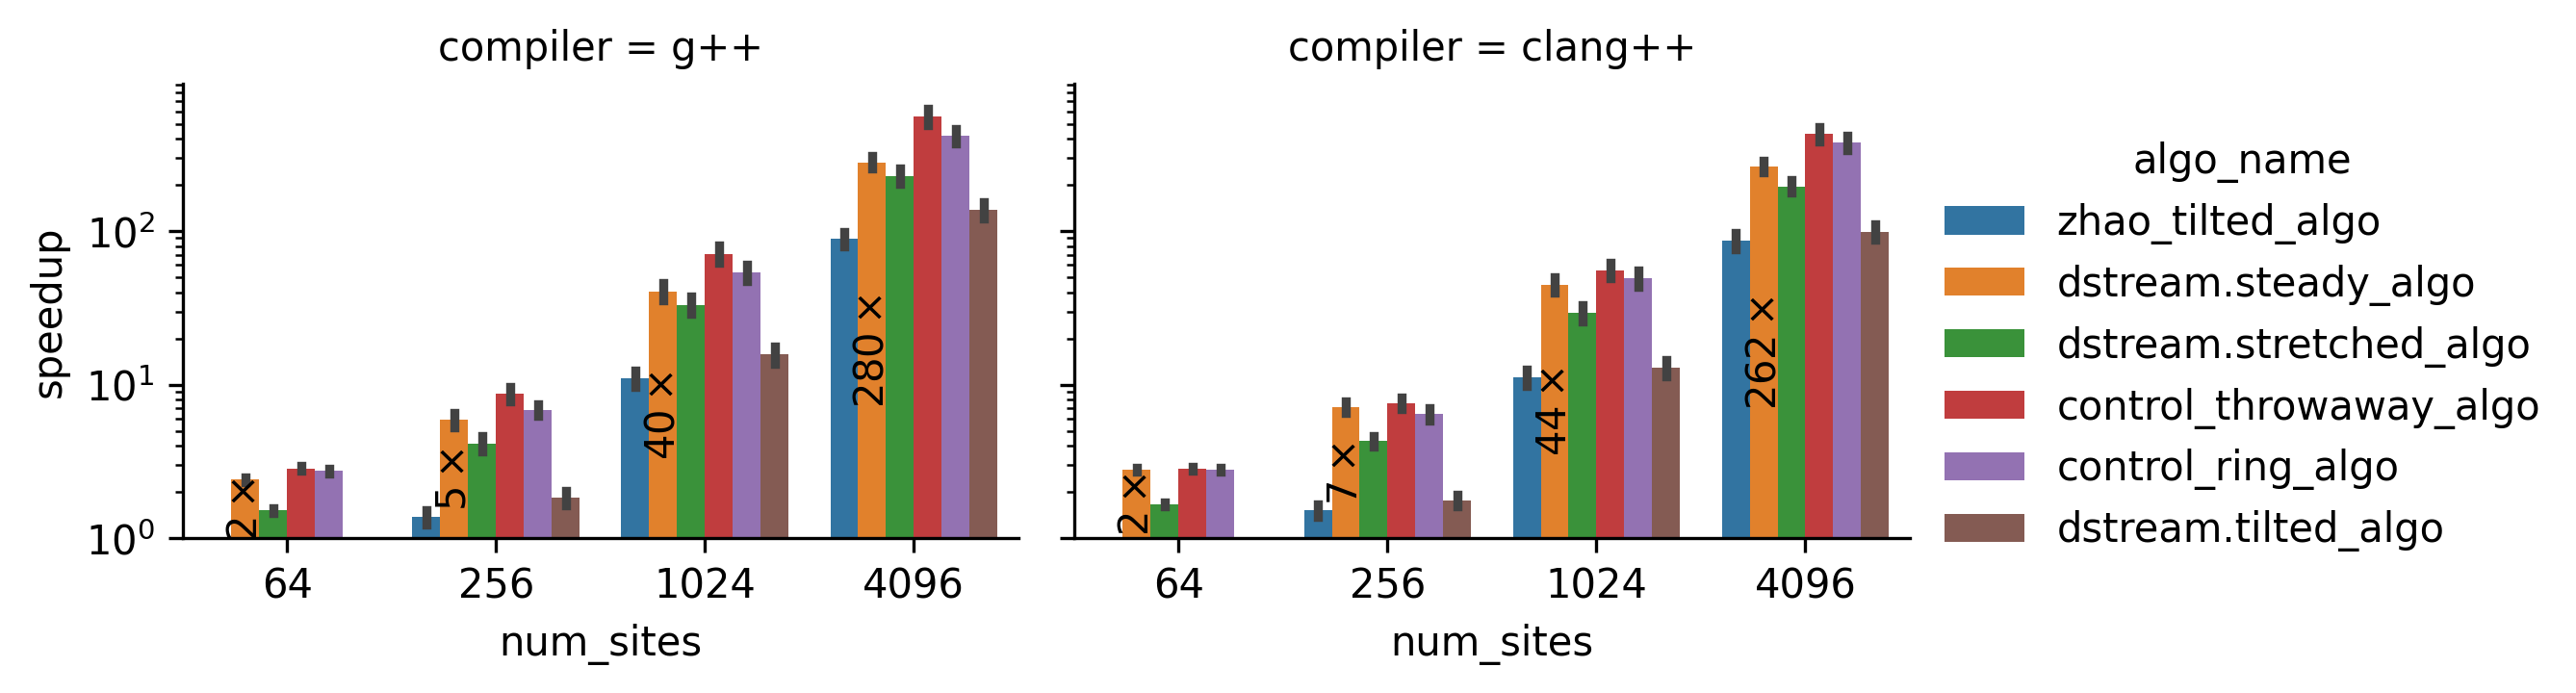 compiler = g++
compiler = clang++
speedup
10²
10¹
10⁰
2 ×
5 ×
40 ×
280 ×
2 ×
7 ×
44 ×
262 ×
64
256
1024
4096
64
256
1024
4096
num_sites
num_sites
algo_name
zhao_tilted_algo
dstream.steady_algo
dstream.stretched_algo
control_throwaway_algo
control_ring_algo
dstream.tilted_algo